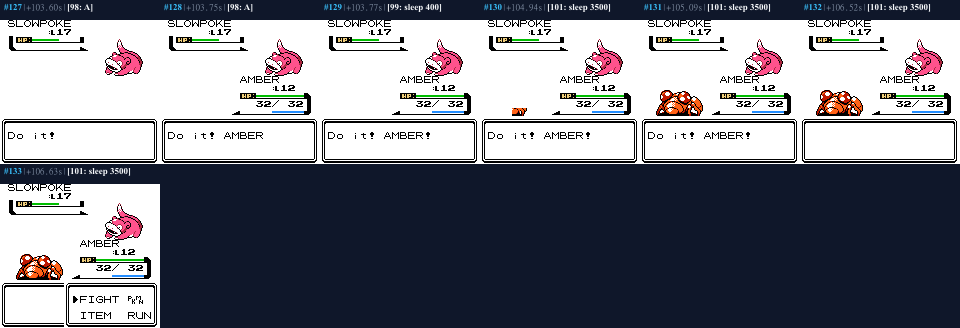 #127|+103.60s|[98: A]
SLOWPOKE
:L17
HP:
Do it!
#128|+103.75s|[98: A]
SLOWPOKE
:L17
HP:
AMBER
:L12
HP:
32/ 32
Do it! AMBER
#129|+103.77s|[99: sleep 400]
SLOWPOKE
:L17
HP:
AMBER
:L12
HP:
32/ 32
Do it! AMBER!
#130|+104.94s|[101: sleep 3500]
SLOWPOKE
:L17
HP:
AMBER
:L12
HP:
32/ 32
Do it! AMBER!
#131|+105.09s|[101: sleep 3500]
SLOWPOKE
:L17
HP:
AMBER
:L12
HP:
32/ 32
Do it! AMBER!
#132|+106.52s|[101: sleep 3500]
SLOWPOKE
:L17
HP:
AMBER
:L12
HP:
32/ 32
#133|+106.63s|[101: sleep 3500]
SLOWPOKE
:L17
HP:
AMBER
:L12
HP:
32/ 32
▶FIGHT PKMN
ITEM RUN